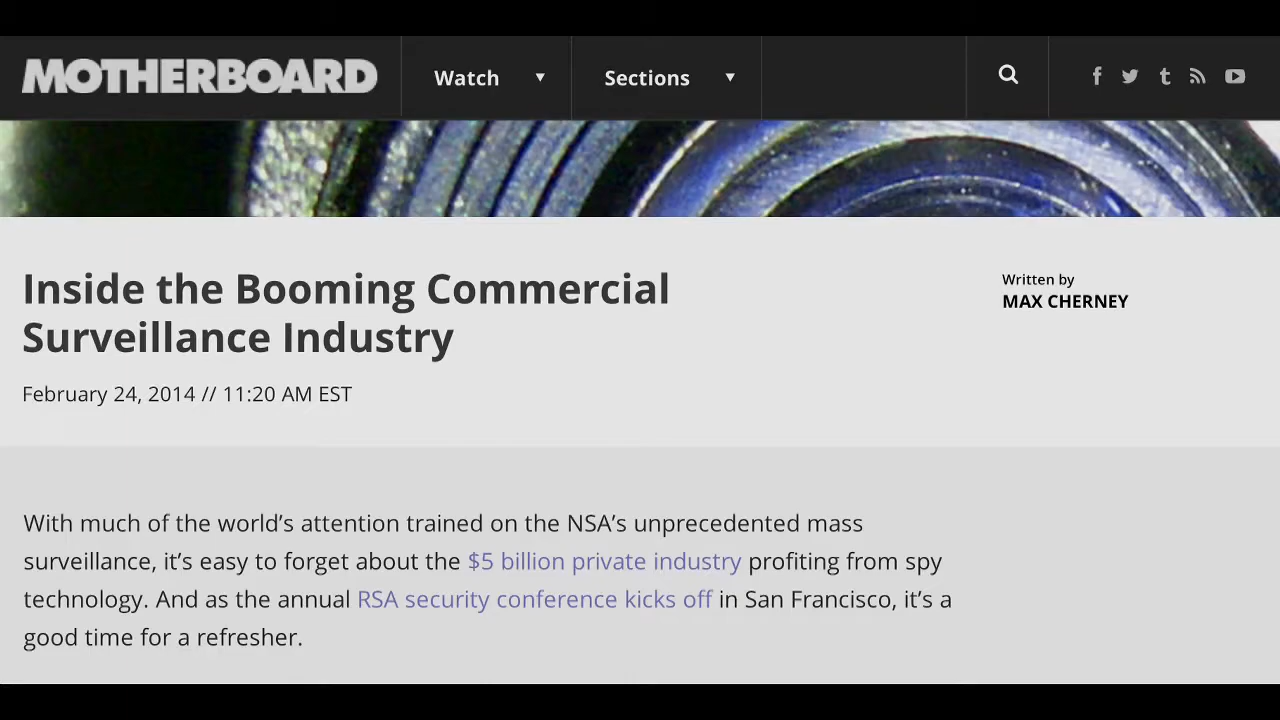 MOTHERBOARD
Watch
Sections
Inside the Booming Commercial
Surveillance Industry
February 24, 2014 // 11:20 AM EST
Written by
MAX CHERNEY
With much of the world’s attention trained on the NSA’s unprecedented mass
surveillance, it’s easy to forget about the $5 billion private industry profiting from spy
technology. And as the annual RSA security conference kicks off in San Francisco, it’s a
good time for a refresher.